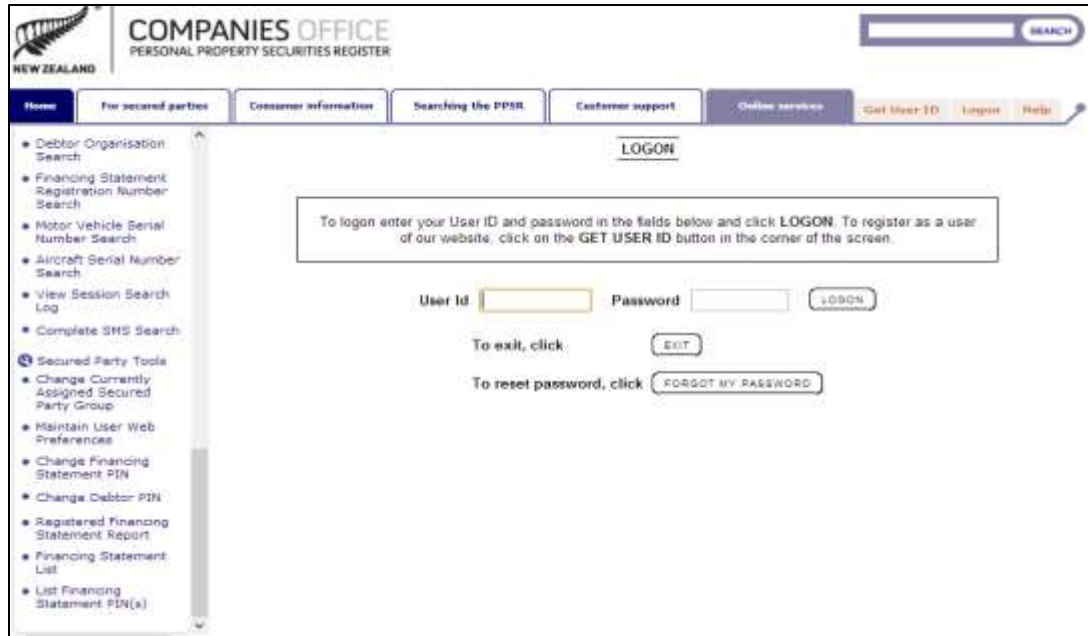 COMPANIES OFFICE
PERSONAL PROPERTY SECURITIES REGISTER
NEW ZEALAND
SEARCH
Home
For secured parties
Consumer information
Searching the PPSR
Customer support
Online services
Get User ID
Logon
Help
Debtor Organisation
Search
Financing Statement
Registration Number
Search
Motor Vehicle Serial
Number Search
Aircraft Serial Number
Search
View Session Search
Log
Complete SMS Search
Secured Party Tools
Change Currently
Assigned Secured
Party Group
Maintain User Web
Preferences
Change Financing
Statement PIN
Change Debtor PIN
Registered Financing
Statement Report
Financing Statement
List
List Financing
Statement PIN(s)
LOGON
To logon enter your User ID and password in the fields below and click LOGON. To register as a user
of our website, click on the GET USER ID button in the corner of the screen.
User Id
Password
LOGON
To exit, click
EXIT
To reset password, click
FORGOT MY PASSWORD